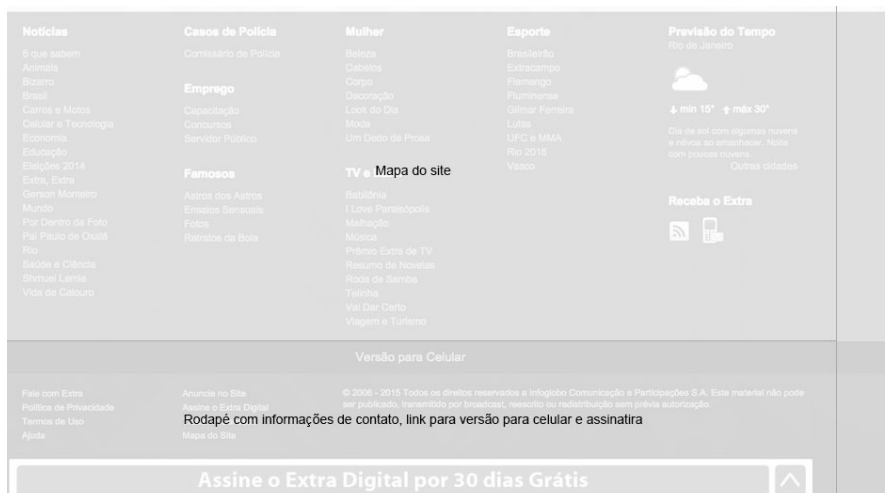 Notícias
6 que sabem
Animais
Bizarro
Brasil
Carros e Motos
Celular e Tecnologia
Economia
Educação
Eleições 2014
Extra, Extra
Gerson Monteiro
Mundo
Por Dentro da Foto
Pai Paulo de Oxalá
Rio
Saúde e Ciência
Shmuel Lemle
Vida de Calouro
Casos de Polícia
Comissário de Polícia
Emprego
Capacitação
Concursos
Servidor Público
Famosos
Astros dos Astros
Ensaios Sensuais
Fotos
Retratos da Bola
Mulher
Beleza
Cabelos
Corpo
Decoração
Look do Dia
Moda
Um Dedo de Prosa
TV e
Mapa do site
Babilônia
I Love Paraisópolis
Malhação
Música
Prêmio Extra de TV
Resumo de Novelas
Roda de Samba
Telinha
Vai Dar Certo
Viagem e Turismo
Esporte
Brasileirão
Extracampo
Flamengo
Fluminense
Gilmar Ferreira
Lutas
UFC e MMA
Rio 2016
Vasco
Previsão do Tempo
Rio de Janeiro
min 15° máx 30°
Dia de sol com algumas nuvens
e névoa ao amanhecer. Noite
com poucas nuvens.
Outras cidades
Receba o Extra
Versão para Celular
Fale com Extra
Política de Privacidade
Termos de Uso
Ajuda
Anuncie no Site
Assine o Extra Digital
Mapa do Site
© 2006 - 2015 Todos os direitos reservados a Infoglobo Comunicação e Participações S.A. Este material não pode
ser publicado, transmitido por broadcast, reescrito ou redistribuição sem prévia autorização.
Rodapé com informações de contato, link para versão para celular e assinatira
Assine o Extra Digital por 30 dias Grátis